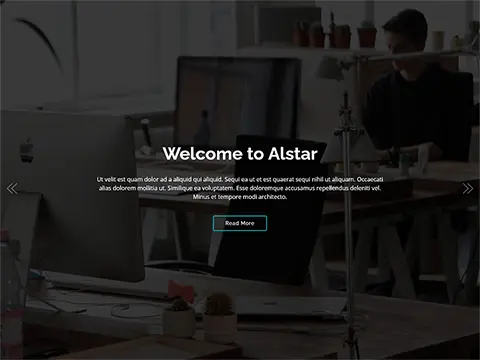 Welcome to Alstar
Ut velit est quam dolor ad a aliquid qui aliquid. Sequi ea ut et est quaerat sequi nihil ut aliquam. Occaecati
alias dolorem mollitia ut. Similique ea voluptatem. Esse doloremque accusamus repellendus deleniti vel.
Minus et tempore modi architecto.
Read More